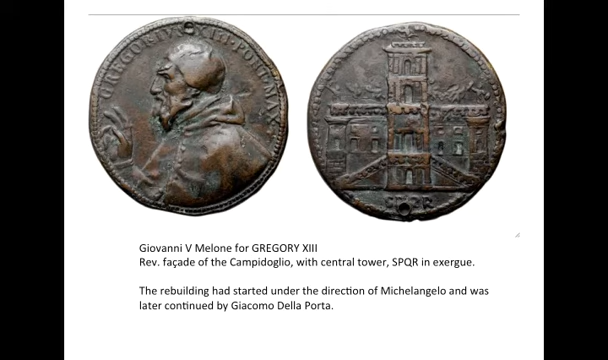 GREGORIVS XIII PONT MAX
SPQR
Giovanni V Melone for GREGORY XIII
Rev. façade of the Campidoglio, with central tower, SPQR in exergue.
The rebuilding had started under the direction of Michelangelo and was
later continued by Giacomo Della Porta.